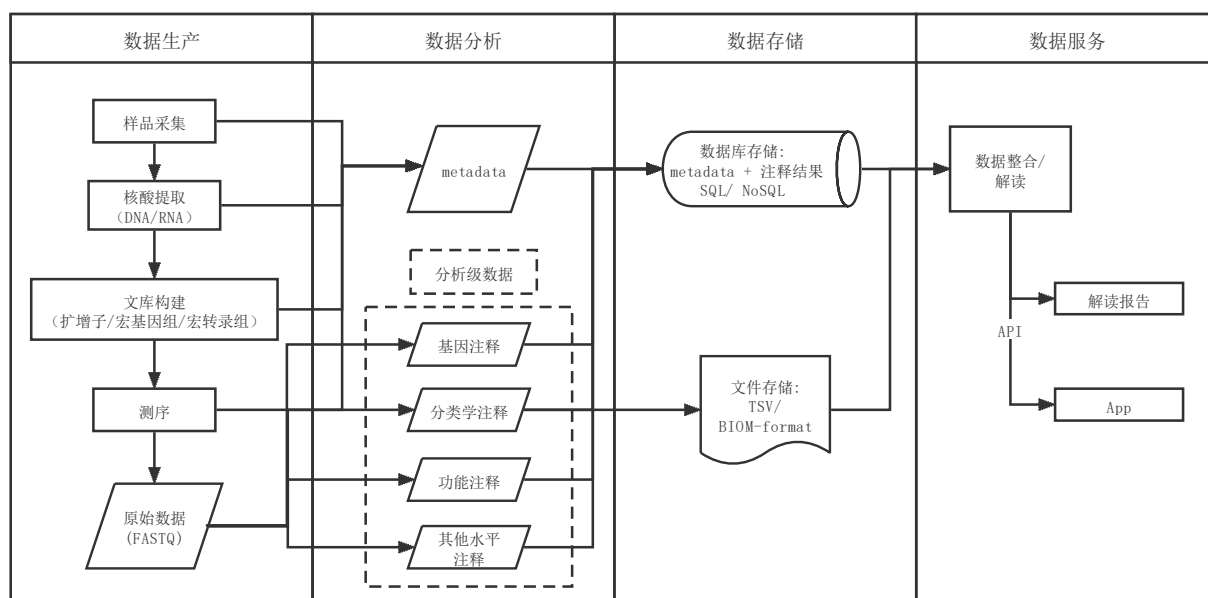 数据生产
数据分析
数据存储
数据服务
样品采集
核酸提取
(DNA/RNA)
文库构建
(扩增子/宏基因组/宏转录组)
测序
原始数据
(FASTQ)
metadata
分析级数据
基因注释
分类学注释
功能注释
其他水平
注释
数据库存储:
metadata + 注释结果
SQL/ NoSQL
文件存储:
TSV/
BIOM-format
数据整合/
解读
解读报告
API
App